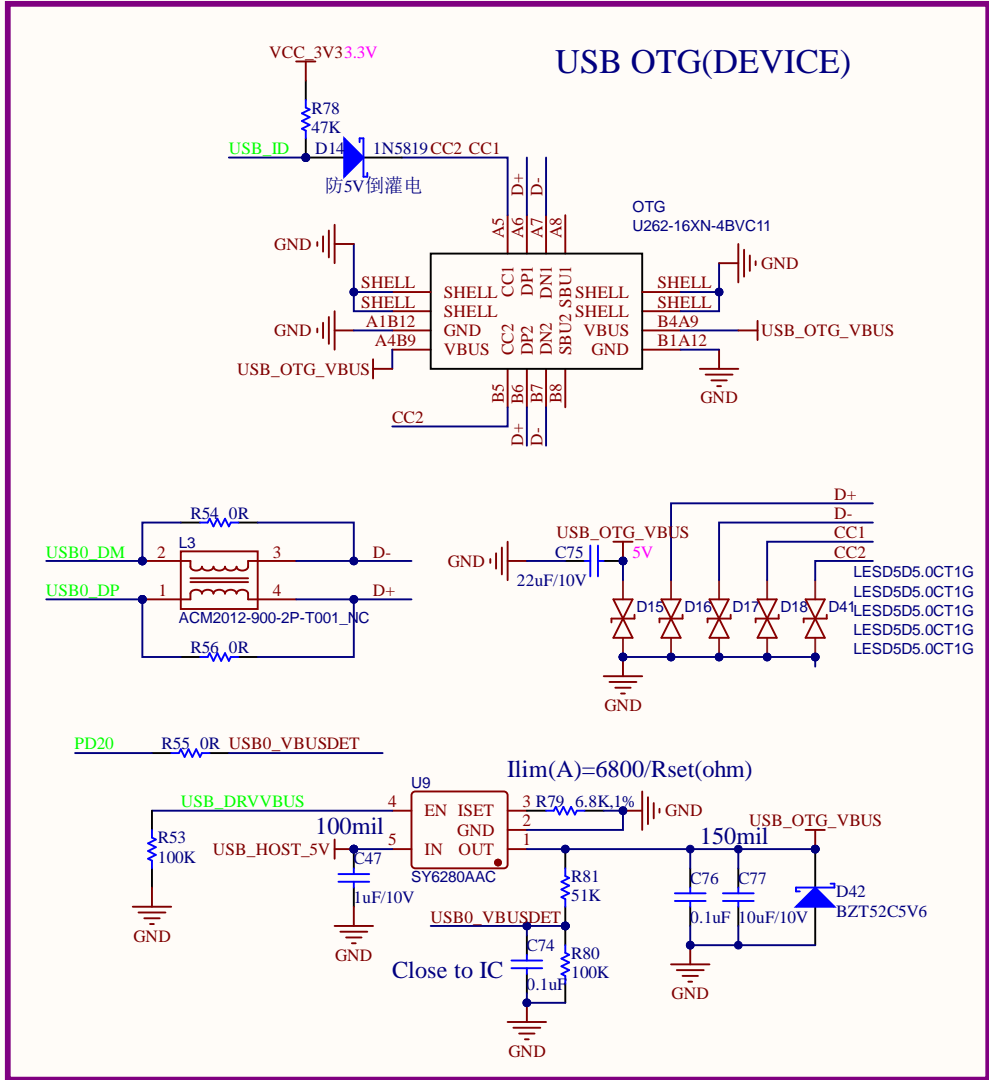 USB OTG(DEVICE)
VCC_3V3 3.3V
R78
47K
USB_ID
D14
1N5819
CC2 CC1
防5V倒灌电
D+
D-
A5
A6
A7
A8
OTG
U262-16XN-4BVC11
GND
GND
SHELL
SHELL
SHELL
SHELL
A1B12
A4B9
GND
USB_OTG_VBUS
SHELL
SHELL
GND
VBUS
CC1
DP1
DN1
SBU1
CC2
DP2
DN2
SBU2
SHELL
SHELL
VBUS
GND
B4A9
B1A12
USB_OTG_VBUS
GND
B5
B6
B7
B8
CC2
D+
D-
R54 0R
L3
USB0_DM
2
3
D-
USB0_DP
1
4
D+
ACM2012-900-2P-T001_NC
R56 0R
D+
D-
CC1
CC2
USB_OTG_VBUS
5V
GND
C75
22uF/10V
LESD5D5.0CT1G
LESD5D5.0CT1G
LESD5D5.0CT1G
LESD5D5.0CT1G
LESD5D5.0CT1G
D15
D16
D17
D18
D41
GND
PD20
R55 0R
USB0_VBUSDET
Ilim(A)=6800/Rset(ohm)
U9
USB_DRVVBUS
4
EN
ISET
3
R79
6.8K,1%
GND
GND
2
100mil
USB_HOST_5V
5
IN
OUT
1
150mil
USB_OTG_VBUS
R53
100K
C47
1uF/10V
SY6280AAC
R81
51K
C76
0.1uF
C77
10uF/10V
D42
BZT52C5V6
GND
GND
USB0_VBUSDET
C74
0.1uF
R80
100K
Close to IC
GND
GND